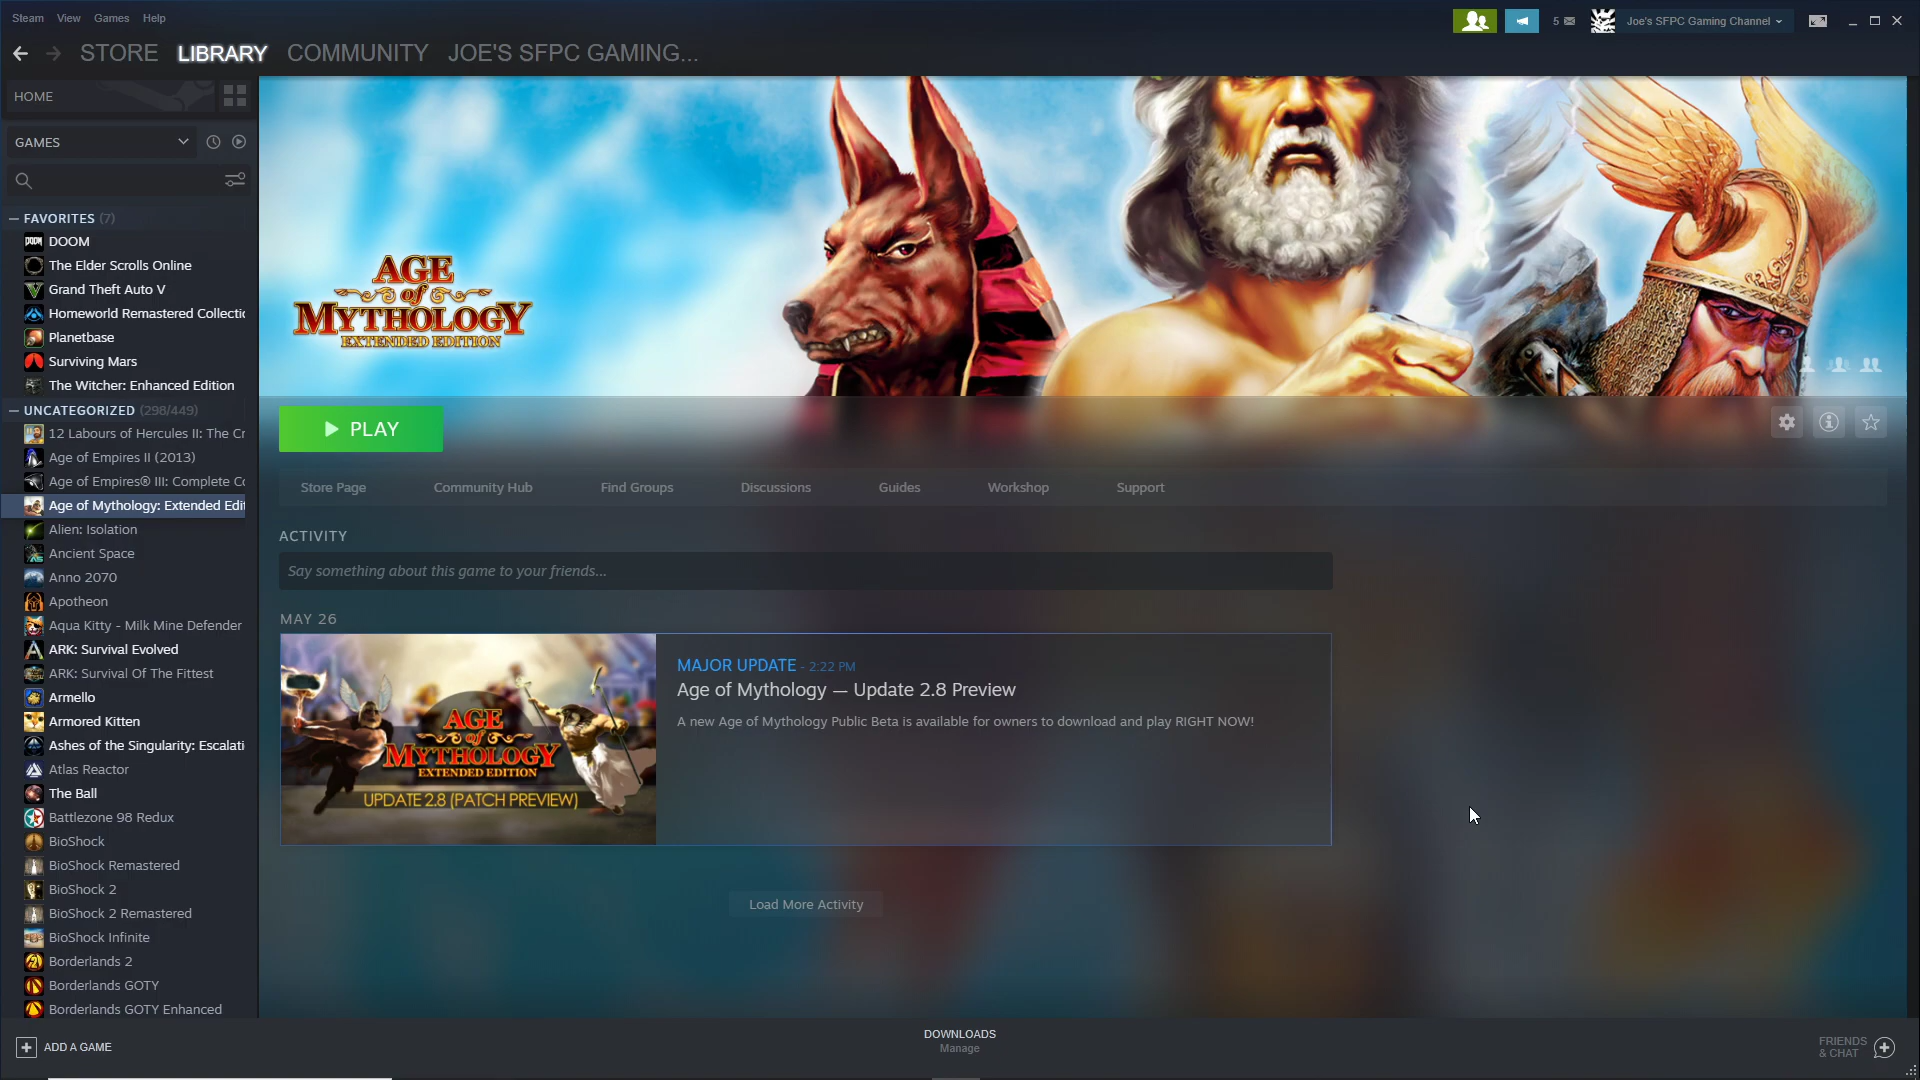 Steam View Games Help
5
Joe's SFPC Gaming Channel
STORE LIBRARY COMMUNITY JOE'S SFPC GAMING...
HOME
GAMES
FAVORITES (7)
DOOM
The Elder Scrolls Online
Grand Theft Auto V
Homeworld Remastered Collectic
Planetbase
Surviving Mars
The Witcher: Enhanced Edition
UNCATEGORIZED (298/449)
12 Labours of Hercules II: The Cr
Age of Empires II (2013)
Age of Empires® III: Complete Cc
Age of Mythology: Extended Edit
Alien: Isolation
Ancient Space
Anno 2070
Apotheon
Aqua Kitty - Milk Mine Defender
ARK: Survival Evolved
ARK: Survival Of The Fittest
Armello
Armored Kitten
Ashes of the Singularity: Escalati
Atlas Reactor
The Ball
Battlezone 98 Redux
BioShock
BioShock Remastered
BioShock 2
BioShock 2 Remastered
BioShock Infinite
Borderlands 2
Borderlands GOTY
Borderlands GOTY Enhanced
AGE
of
MYTHOLOGY
EXTENDED EDITION
PLAY
Store Page Community Hub Find Groups Discussions Guides Workshop Support
ACTIVITY
Say something about this game to your friends...
MAY 26
AGE
of
MYTHOLOGY
EXTENDED EDITION
UPDATE 2.8 (PATCH PREVIEW)
MAJOR UPDATE - 2:22 PM
Age of Mythology — Update 2.8 Preview
A new Age of Mythology Public Beta is available for owners to download and play RIGHT NOW!
Load More Activity
ADD A GAME
DOWNLOADS
Manage
FRIENDS
& CHAT